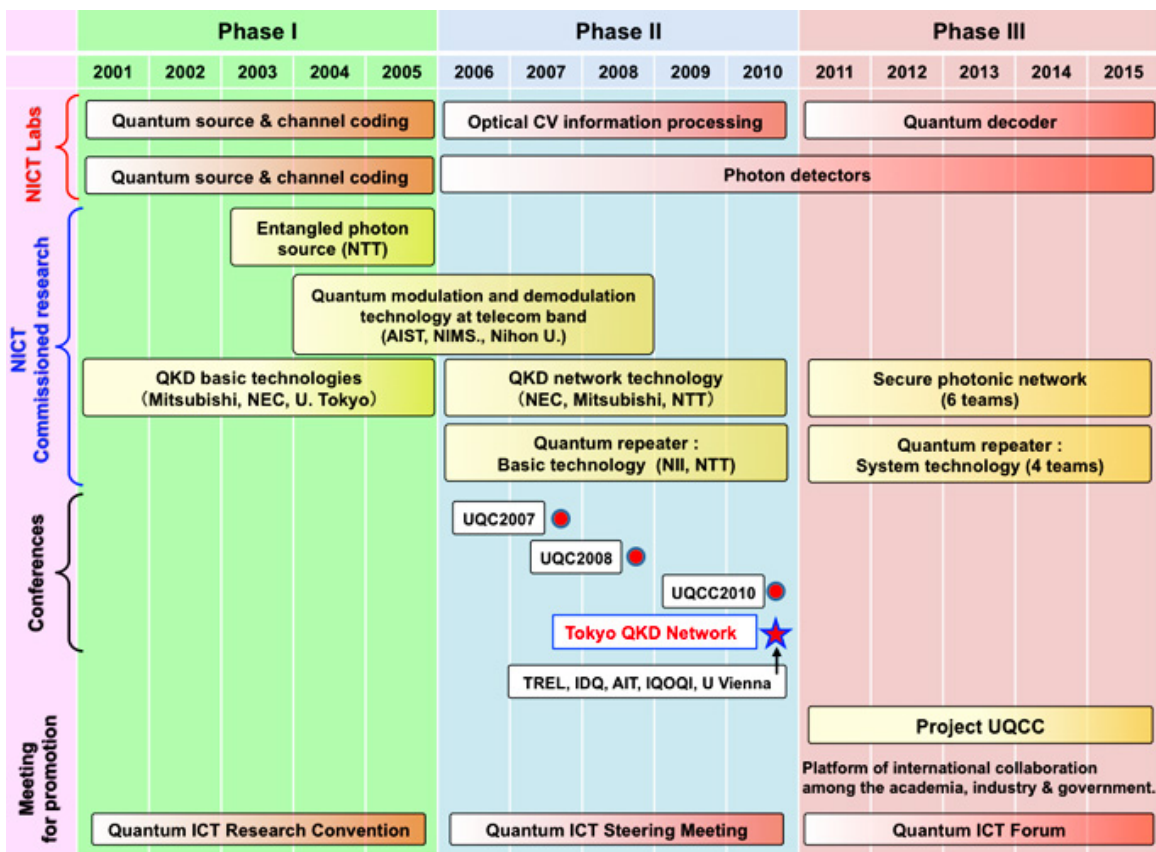 Phase I
Phase II
Phase III
2001 2002 2003 2004 2005 2006 2007 2008 2009 2010 2011 2012 2013 2014 2015
NICT Labs
Quantum source & channel coding
Optical CV information processing
Quantum decoder
Quantum source & channel coding
Photon detectors
NICT
Commissioned research
Entangled photon
source (NTT)
Quantum modulation and demodulation
technology at telecom band
(AIST, NIMS., Nihon U.)
QKD basic technologies
(Mitsubishi, NEC, U. Tokyo)
QKD network technology
(NEC, Mitsubishi, NTT)
Secure photonic network
(6 teams)
Quantum repeater :
Basic technology (NII, NTT)
Quantum repeater :
System technology (4 teams)
Conferences
UQC2007
UQC2008
UQCC2010
Tokyo QKD Network
TREL, IDQ, AIT, IQOQI, U Vienna
Meeting
for promotion
Project UQCC
Platform of international collaboration
among the academia, industry & government.
Quantum ICT Research Convention
Quantum ICT Steering Meeting
Quantum ICT Forum